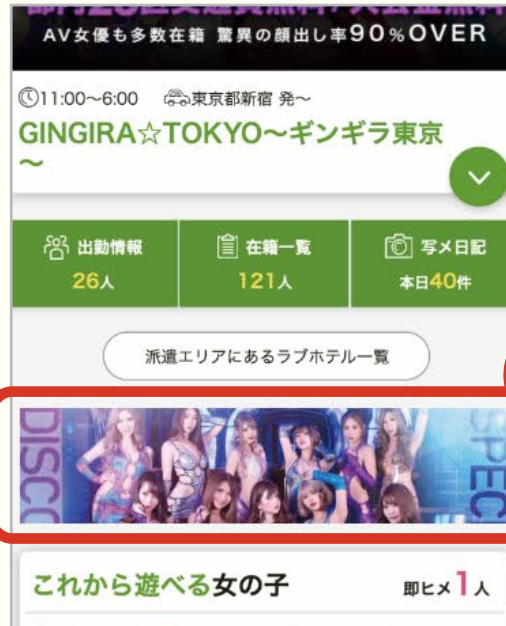 AV女優も多数在籍 驚異の顔出し率90%OVER
11:00~6:00 東京都新宿 発~
GINGIRA☆TOKYO~ギンギラ東京
~
出勤情報 在籍一覧 写メ日記
26人 121人 本日40件
派遣エリアにあるラブホテル一覧
DISCO
SPEC
これから遊べる女の子 即ヒメ1人